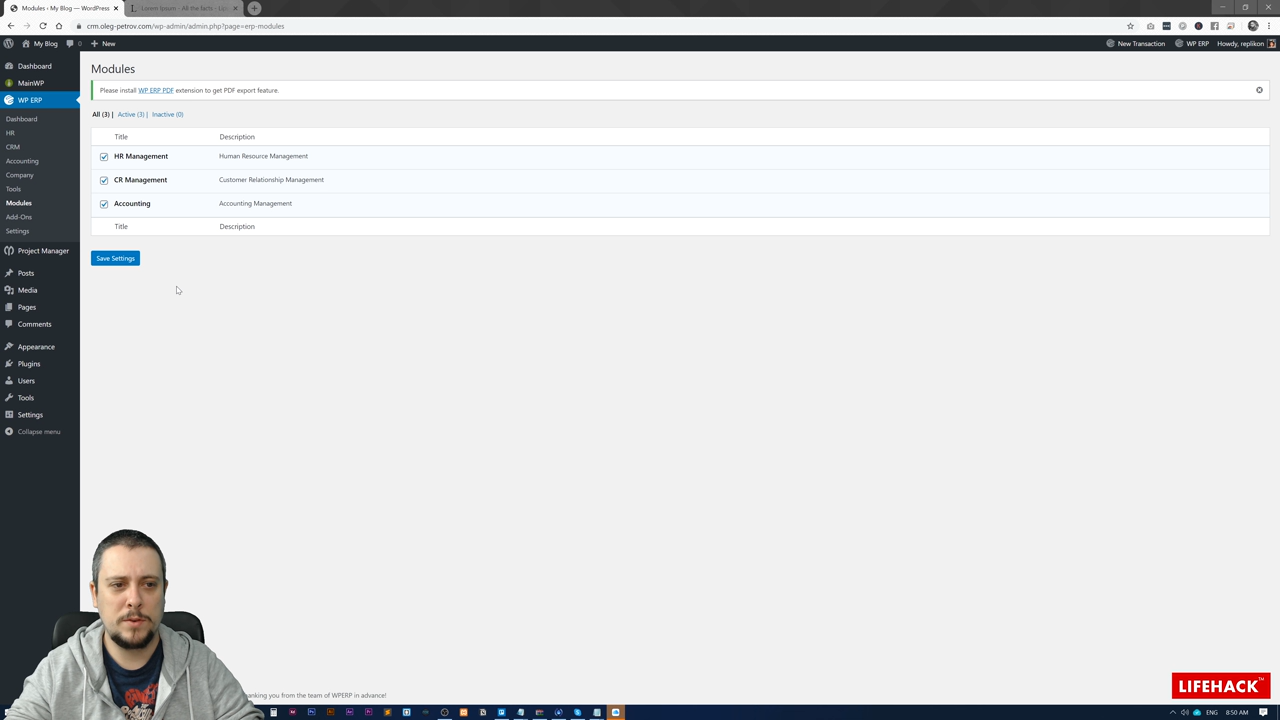 Modules ‹ My Blog — WordPress
Lorem Ipsum - All the facts - Lip
crm.oleg-petrov.com/wp-admin/admin.php?page=erp-modules
My Blog
0
New
New Transaction
WP ERP
Howdy, replikon
Dashboard
MainWP
WP ERP
Dashboard
HR
CRM
Accounting
Company
Tools
Modules
Add-Ons
Settings
Project Manager
Posts
Media
Pages
Comments
Appearance
Plugins
Users
Tools
Settings
Collapse menu
Modules
Please install WP ERP PDF extension to get PDF export feature.
All (3) | Active (3) | Inactive (0)
Title Description
HR Management Human Resource Management
CR Management Customer Relationship Management
Accounting Accounting Management
Title Description
Save Settings
anking you from the team of WPERP in advance!
LIFEHACK™
ENG 8:50 AM